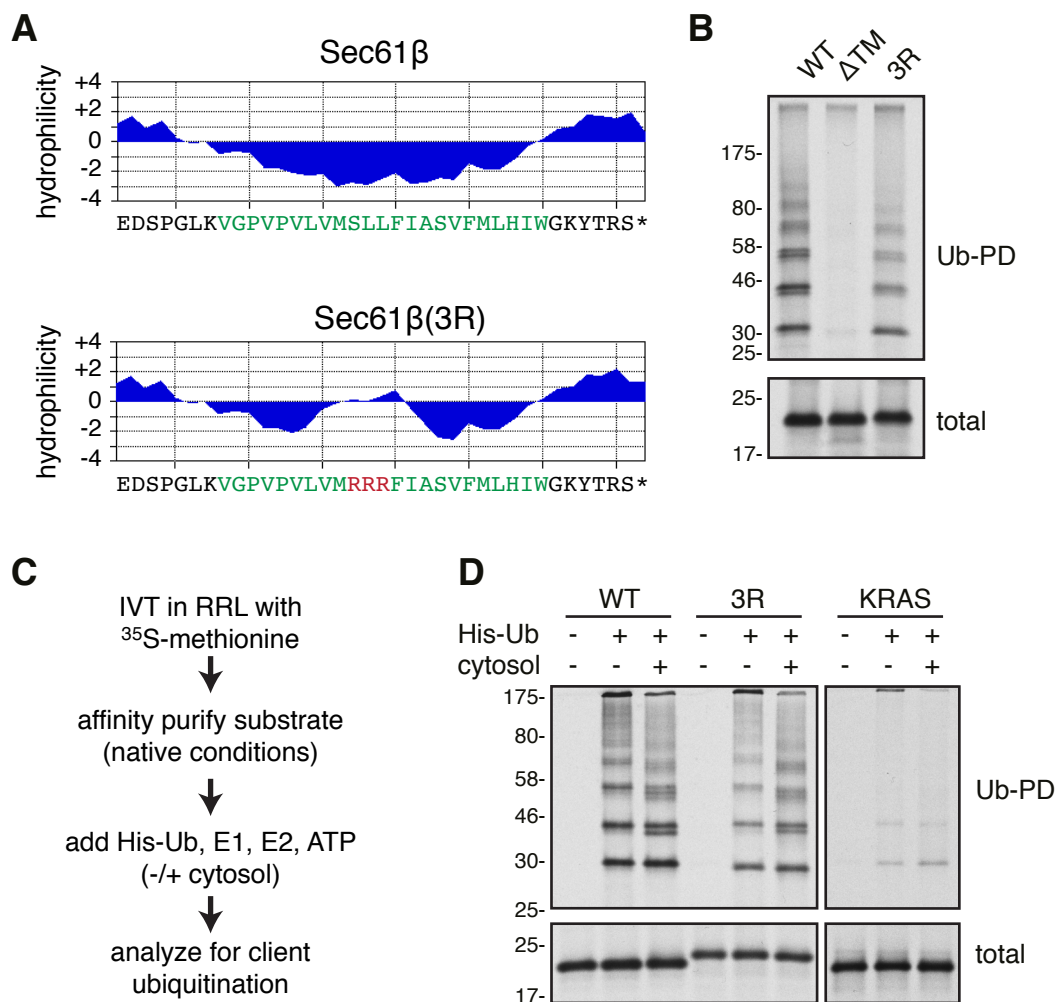 A
Sec61β
hydrophilicity
+4
+2
0
-2
-4
EDSPGLKVGPVPVLVMSLLFIASVFMLHIWGKYTRS*
Sec61β(3R)
hydrophilicity
+4
+2
0
-2
-4
EDSPGLKVGPVPVLVMRRRFIASVFMLHIWGKYTRS*
B
WT ΔTM 3R
175-
80-
58-
46-
30-
25-
Ub-PD
25-
17-
total
C
IVT in RRL with
35S-methionine
affinity purify substrate
(native conditions)
add His-Ub, E1, E2, ATP
(-/+ cytosol)
analyze for client
ubiquitination
D
WT 3R KRAS
His-Ub - + + - + + - + +
cytosol - - + - - + - - +
175-
80-
58-
46-
30-
25-
Ub-PD
25-
17-
total